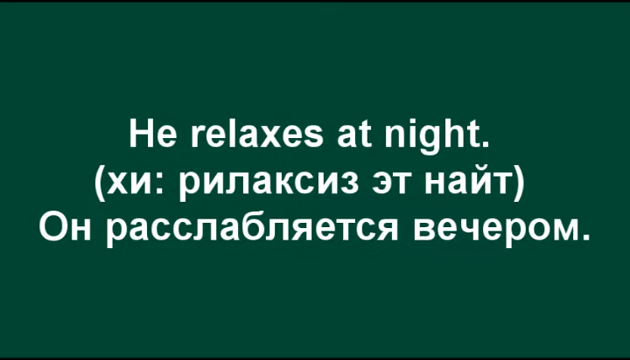 He relaxes at night.
(хи: рилаксиз эт найт)
Он расслабляется вечером.